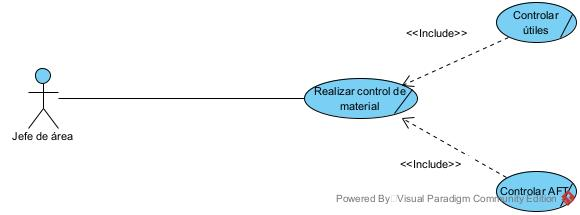 Controlar
útiles
<<Include>>
Realizar control de
material
Jefe de área
<<Include>>
Controlar AFT
Powered By Visual Paradigm Community Edition